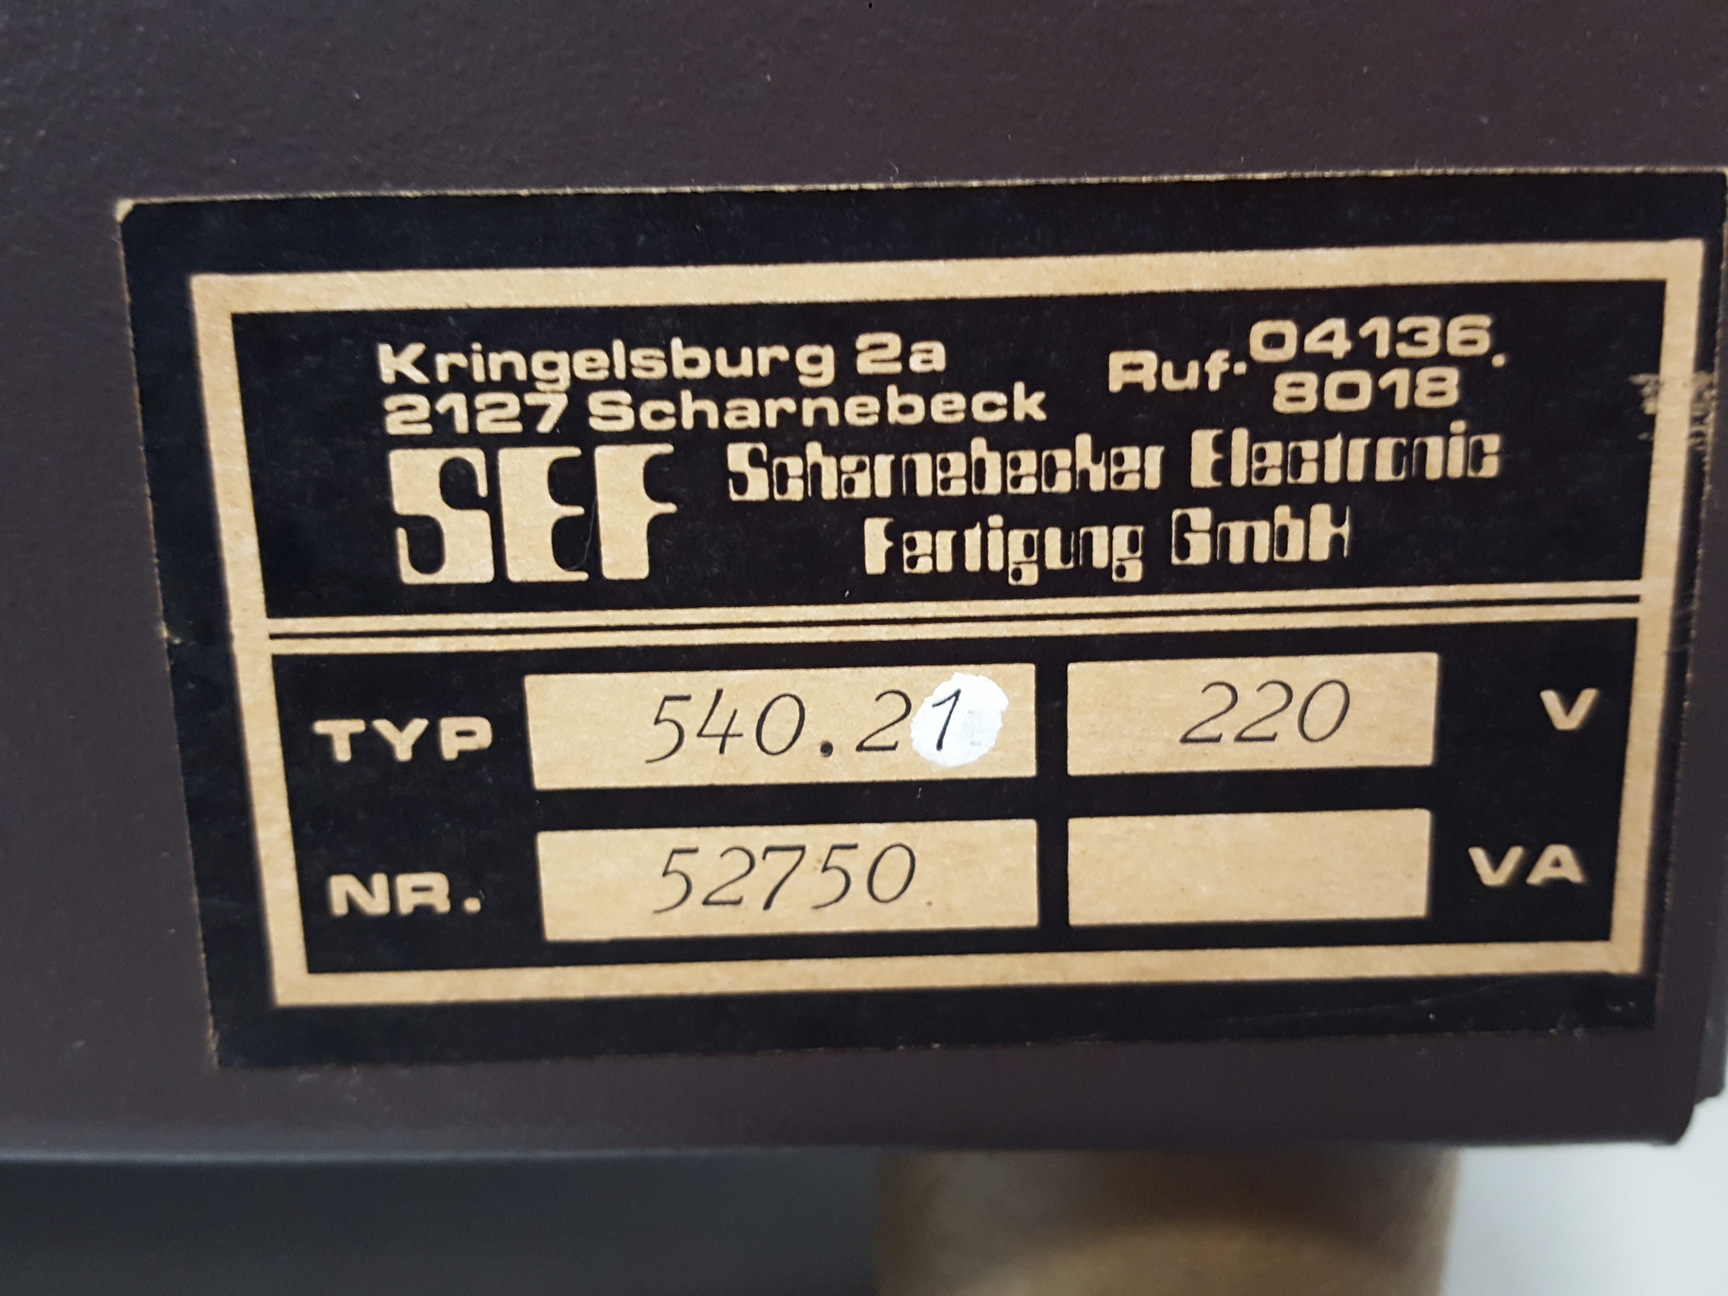 Kringelsburg 2a
2127 Scharnebeck
Ruf. 04136.
8018
SEF Scharnebecker Electronic
Fertigung GmbH
TYP 540.21 220 V
NR. 52750 VA